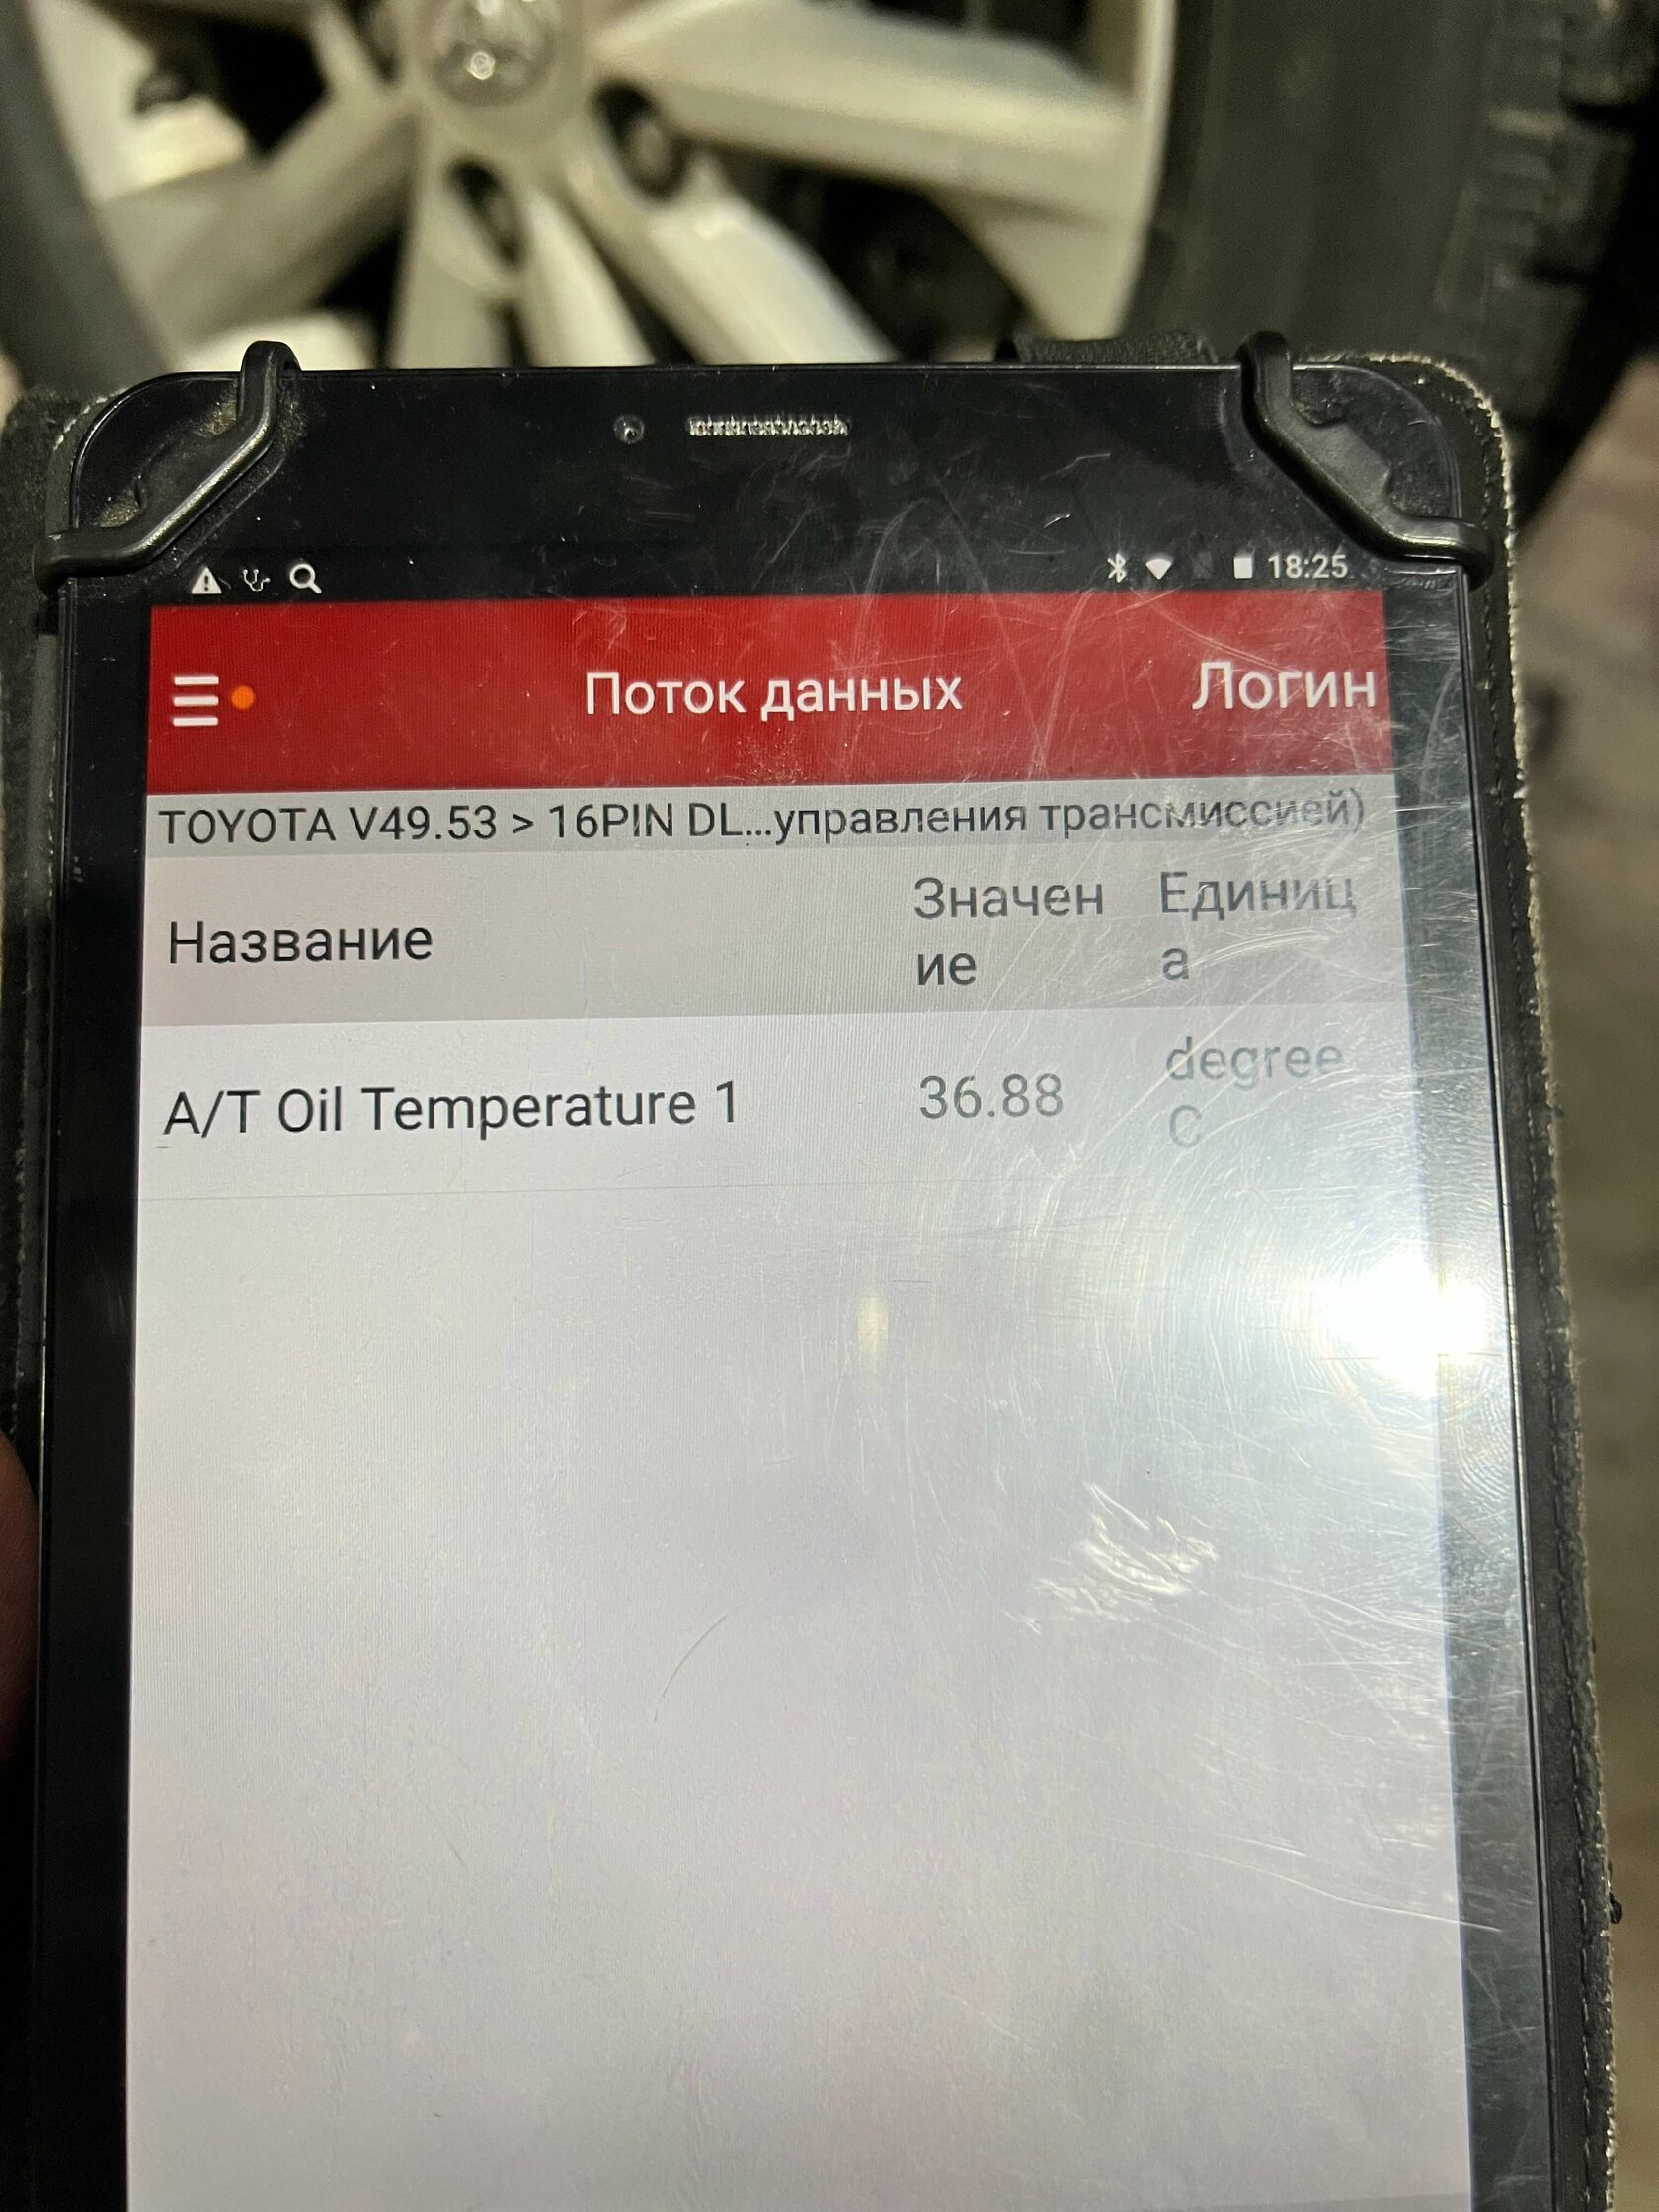 18:25
Поток данных
Логин
TOYOTA V49.53 > 16PIN DL...управления трансмиссией)
Название
Значен
ие
Единиц
а
A/T Oil Temperature 1
36.88
degree
C